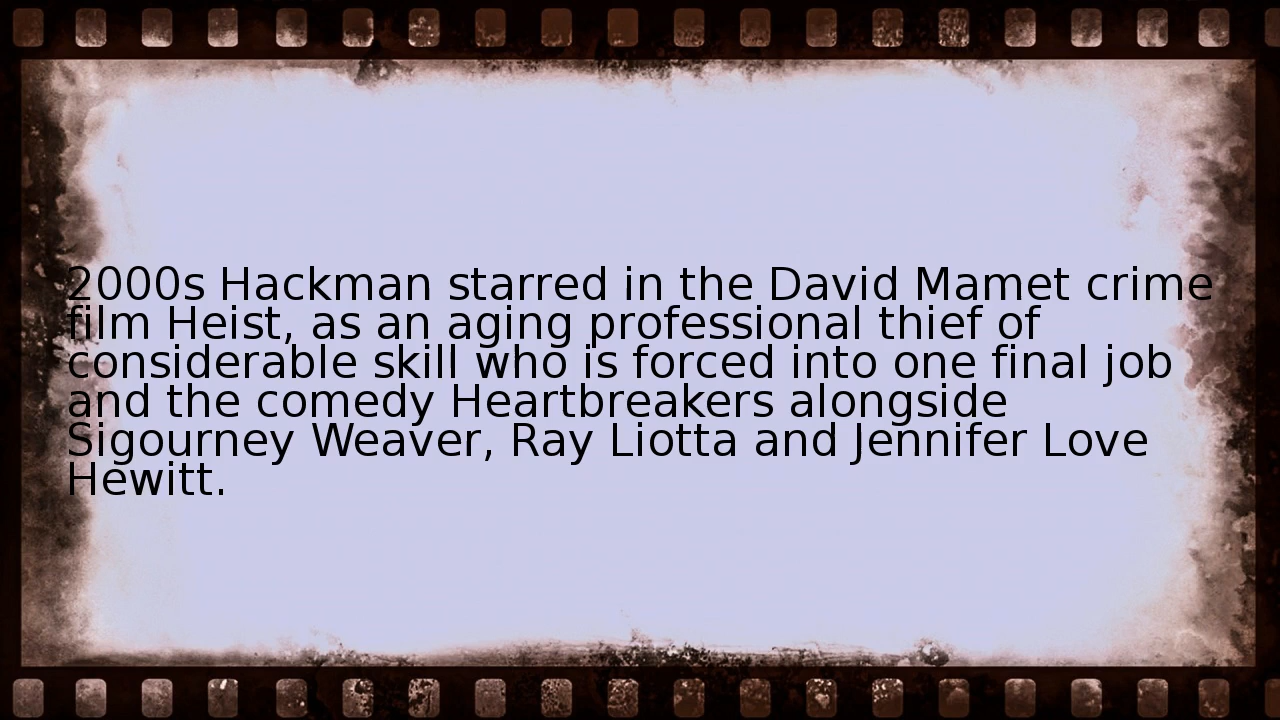 2000s Hackman starred in the David Mamet crime
film Heist, as an aging professional thief of
considerable skill who is forced into one final job
and the comedy Heartbreakers alongside
Sigourney Weaver, Ray Liotta and Jennifer Love
Hewitt.